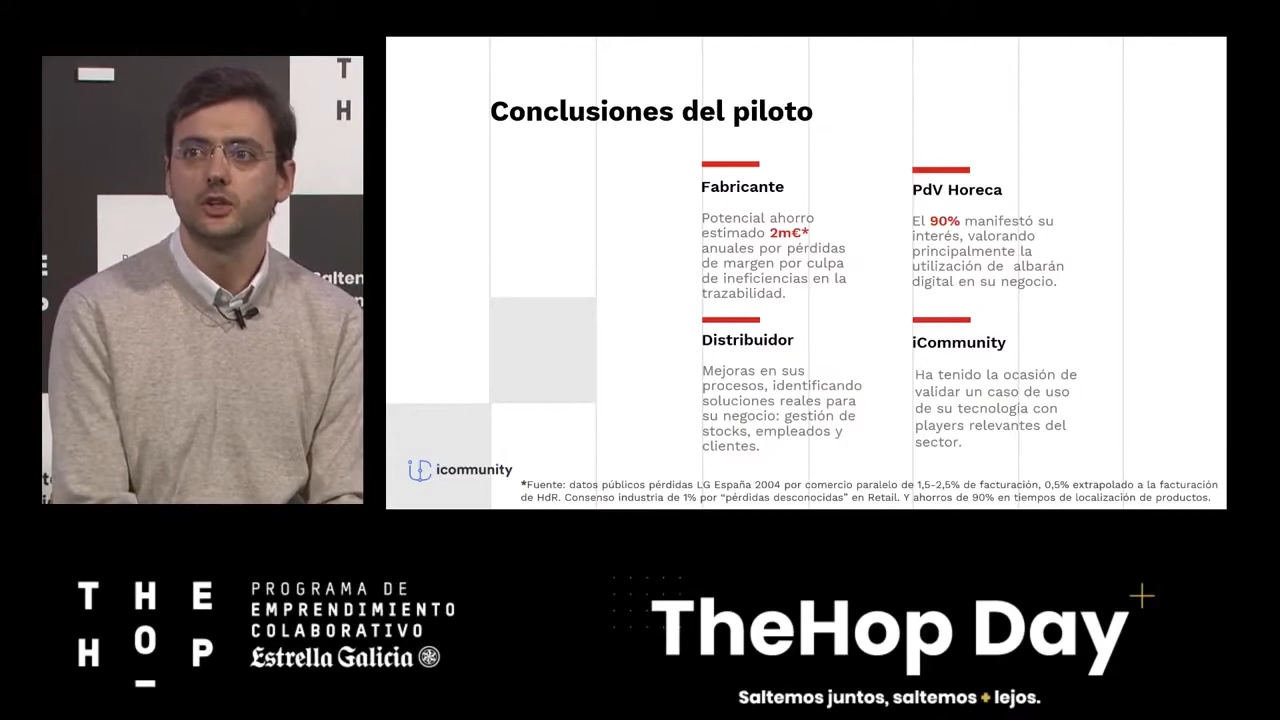 T
H
E
Salten
Conclusiones del piloto
Fabricante
Potencial ahorro
estimado 2m€*
anuales por pérdidas
de margen por culpa
de ineficiencias en la
trazabilidad.
PdV Horeca
El 90% manifestó su
interés, valorando
principalmente la
utilización de albarán
digital en su negocio.
Distribuidor
Mejoras en sus
procesos, identificando
soluciones reales para
su negocio: gestión de
stocks, empleados y
clientes.
iCommunity
Ha tenido la ocasión de
validar un caso de uso
de su tecnología con
players relevantes del
sector.
icommunity
*Fuente: datos públicos pérdidas LG España 2004 por comercio paralelo de 1,5-2,5% de facturación, 0,5% extrapolado a la facturación
de HdR. Consenso industria de 1% por “pérdidas desconocidas” en Retail. Y ahorros de 90% en tiempos de localización de productos.
THE
HOP
PROGRAMA DE
EMPRENDIMIENTO
COLABORATIVO
Estrella Galicia
TheHop Day
Saltemos juntos, saltemos + lejos.